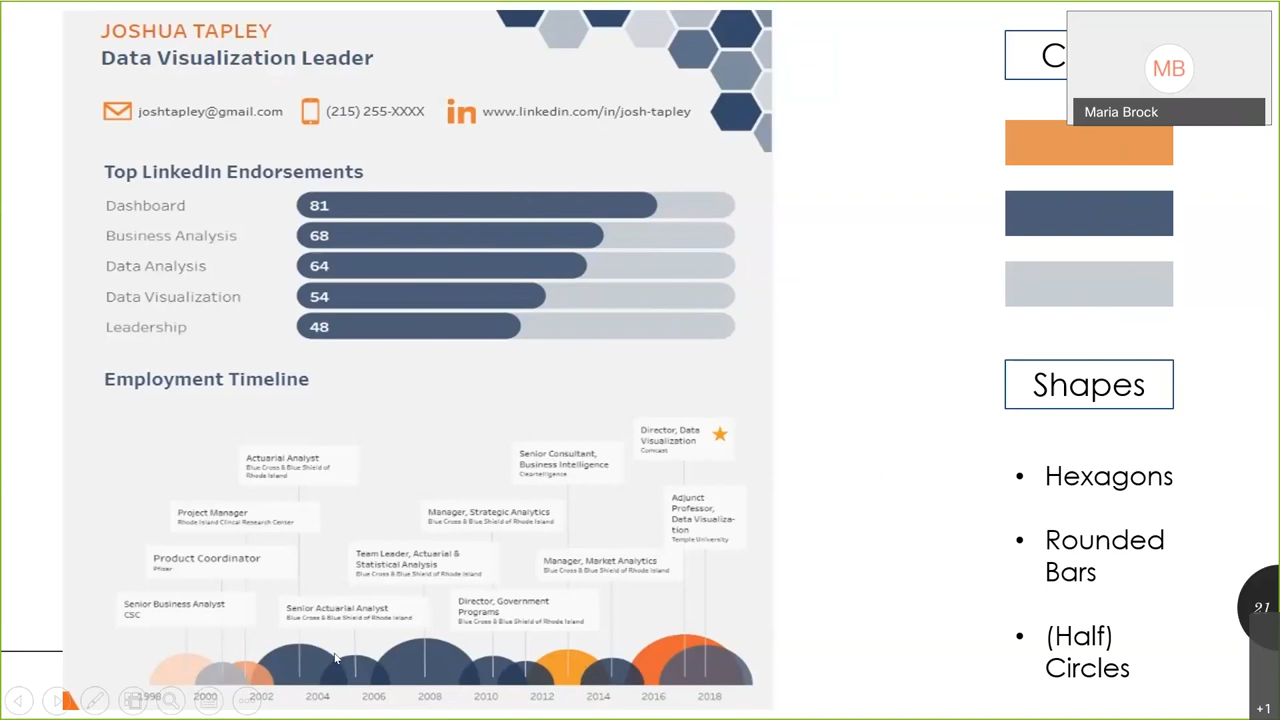 JOSHUA TAPLEY
Data Visualization Leader
joshtapley@gmail.com
(215) 255-XXXX
in
www.linkedin.com/in/josh-tapley
Top LinkedIn Endorsements
Dashboard 81
Business Analysis 68
Data Analysis 64
Data Visualization 54
Leadership 48
Employment Timeline
Director, Data
Visualization
Comcast
Actuarial Analyst
Blue Cross & Blue Shield of
Rhode Island
Senior Consultant,
Business Intelligence
Cleartelligence
Adjunct
Professor,
Data Visualiza-
tion
Temple University
Project Manager
Rhode Island Clinical Research Center
Manager, Strategic Analytics
Blue Cross & Blue Shield of Rhode Island
Product Coordinator
Pfizer
Team Leader, Actuarial &
Statistical Analysis
Blue Cross & Blue Shield of Rhode Island
Manager, Market Analytics
Blue Cross & Blue Shield of Rhode Island
Senior Business Analyst
CSC
Senior Actuarial Analyst
Blue Cross & Blue Shield of Rhode Island
Director, Government
Programs
Blue Cross & Blue Shield of Rhode Island
1998 2000 2002 2004 2006 2008 2010 2012 2014 2016 2018
C
MB
Maria Brock
Shapes
• Hexagons
• Rounded
Bars
• (Half)
Circles
21
+1